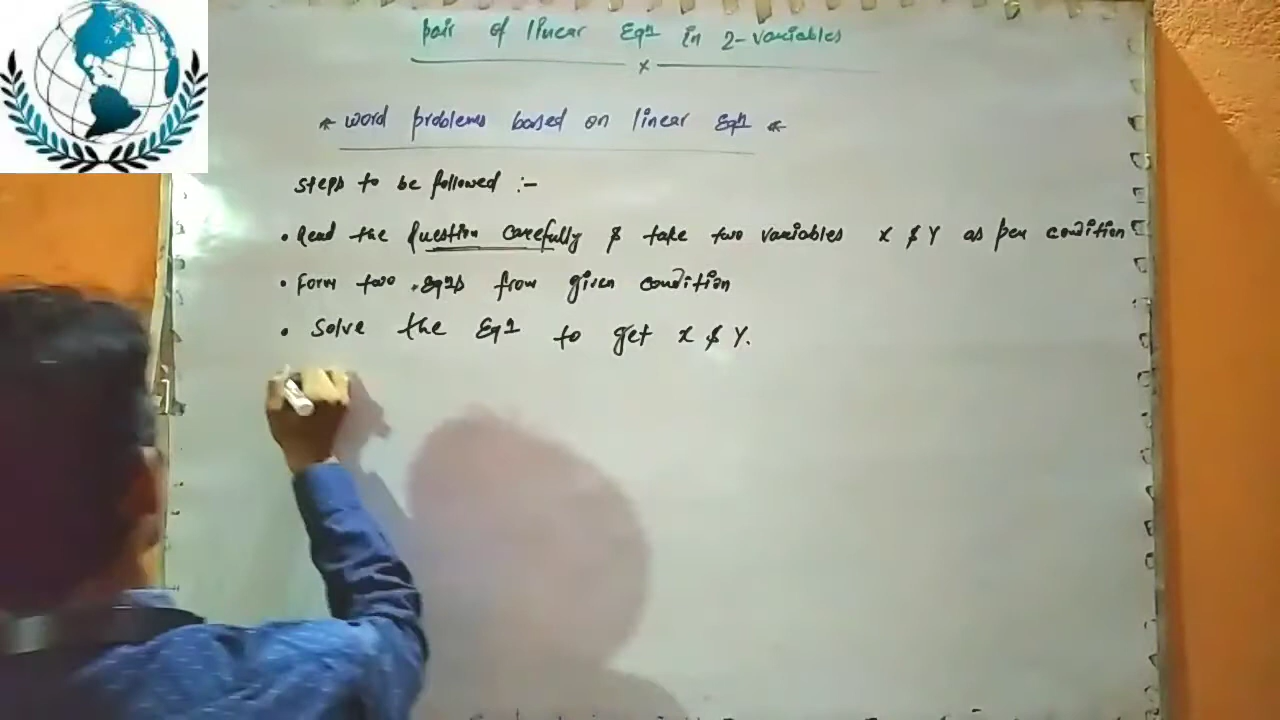 pair of linear Eqn in 2-variables
* word problems based on linear Eqn *
steps to be followed :-
• Read the Question carefully & take two variables x & Y as per condition
• Form two Eqns from given condition
• Solve the Eqn to get x & Y.